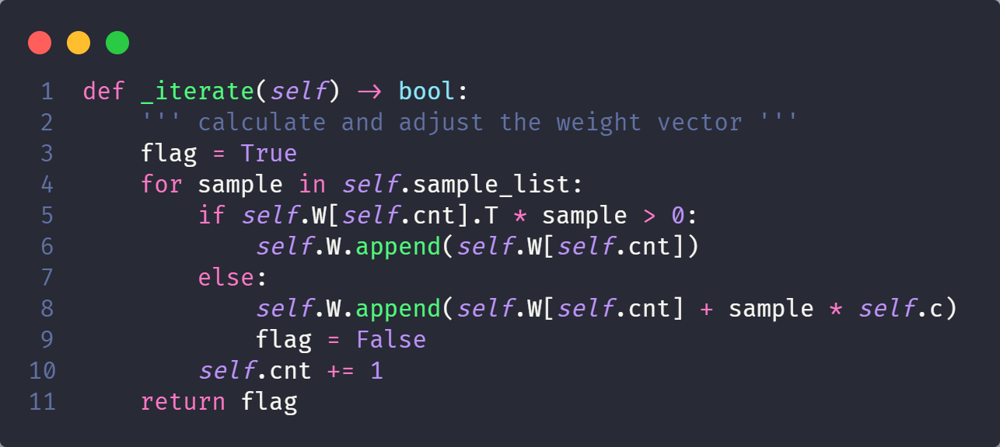 1 def _iterate(self) -> bool:
2     ''' calculate and adjust the weight vector '''
3     flag = True
4     for sample in self.sample_list:
5         if self.W[self.cnt].T * sample > 0:
6             self.W.append(self.W[self.cnt])
7         else:
8             self.W.append(self.W[self.cnt] + sample * self.c)
9             flag = False
10         self.cnt += 1
11     return flag